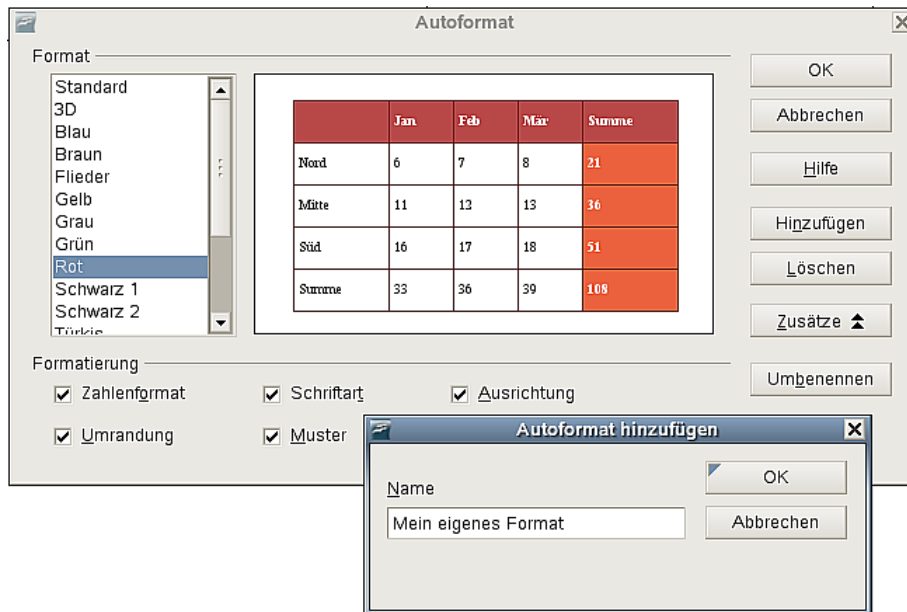 Autoformat
Format
Standard
3D
Blau
Braun
Flieder
Gelb
Grau
Grün
Rot
Schwarz 1
Schwarz 2
Türkis
Jan Feb Mär Summe
Nord 6 7 8 21
Mitte 11 12 13 36
Süd 16 17 18 51
Summe 33 36 39 108
OK
Abbrechen
Hilfe
Hinzufügen
Löschen
Zusätze
Umbenennen
Formatierung
Zahlenformat Schriftart Ausrichtung
Umrandung Muster
Autoformat hinzufügen
Name
Mein eigenes Format
OK
Abbrechen